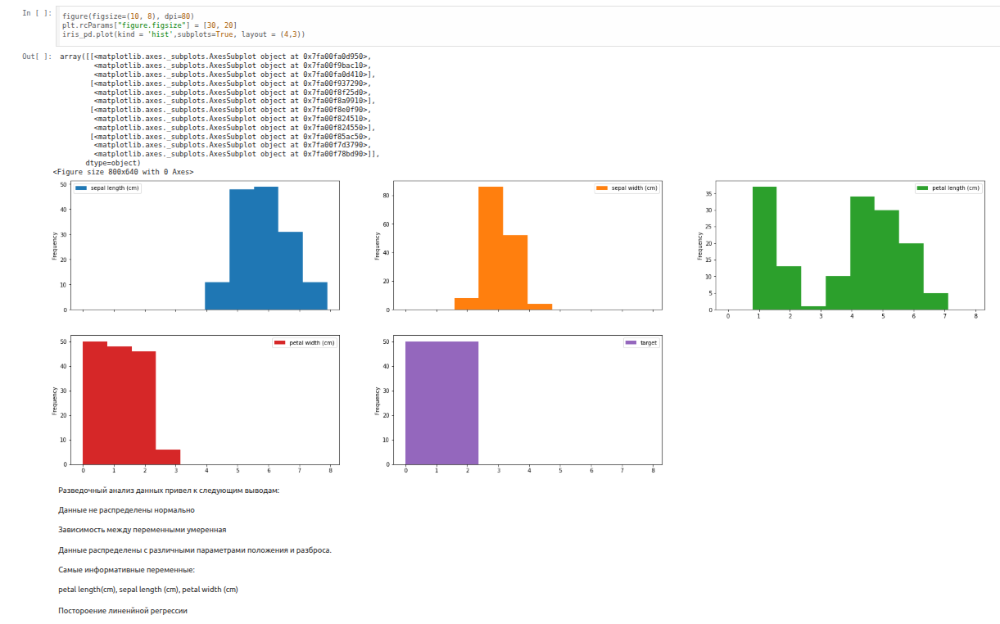 In [ ]:
figure(figsize=(10, 8), dpi=80)
plt.rcParams["figure.figsize"] = [30, 20]
iris_pd.plot(kind = 'hist',subplots=True, layout = (4,3))
Out[ ]: array([[<matplotlib.axes._subplots.AxesSubplot object at 0x7fa00fa0d950>,
<matplotlib.axes._subplots.AxesSubplot object at 0x7fa00f9bac10>,
<matplotlib.axes._subplots.AxesSubplot object at 0x7fa00fa0d410>],
[<matplotlib.axes._subplots.AxesSubplot object at 0x7fa00f937290>,
<matplotlib.axes._subplots.AxesSubplot object at 0x7fa00f8f25d0>,
<matplotlib.axes._subplots.AxesSubplot object at 0x7fa00f8a9910>],
[<matplotlib.axes._subplots.AxesSubplot object at 0x7fa00f8e0f90>,
<matplotlib.axes._subplots.AxesSubplot object at 0x7fa00f824510>,
<matplotlib.axes._subplots.AxesSubplot object at 0x7fa00f824550>],
[<matplotlib.axes._subplots.AxesSubplot object at 0x7fa00f85ac50>,
<matplotlib.axes._subplots.AxesSubplot object at 0x7fa00f7d3790>,
<matplotlib.axes._subplots.AxesSubplot object at 0x7fa00f78bd90>]],
dtype=object)
<Figure size 800x640 with 0 Axes>
sepal length (cm)
Frequency
50
40
30
20
10
0
sepal width (cm)
Frequency
80
60
40
20
0
petal length (cm)
Frequency
35
30
25
20
15
10
5
0
0 1 2 3 4 5 6 7 8
petal width (cm)
Frequency
50
40
30
20
10
0
0 1 2 3 4 5 6 7 8
target
Frequency
50
40
30
20
10
0
0 1 2 3 4 5 6 7 8
Разведочный анализ данных привел к следующим выводам:
Данные не распределены нормально
Зависимость между переменными умеренная
Данные распределены с различными параметрами положения и разброса.
Самые информативные переменные:
petal length(cm), sepal length (cm), petal width (cm)
Постороение линенйной регрессии